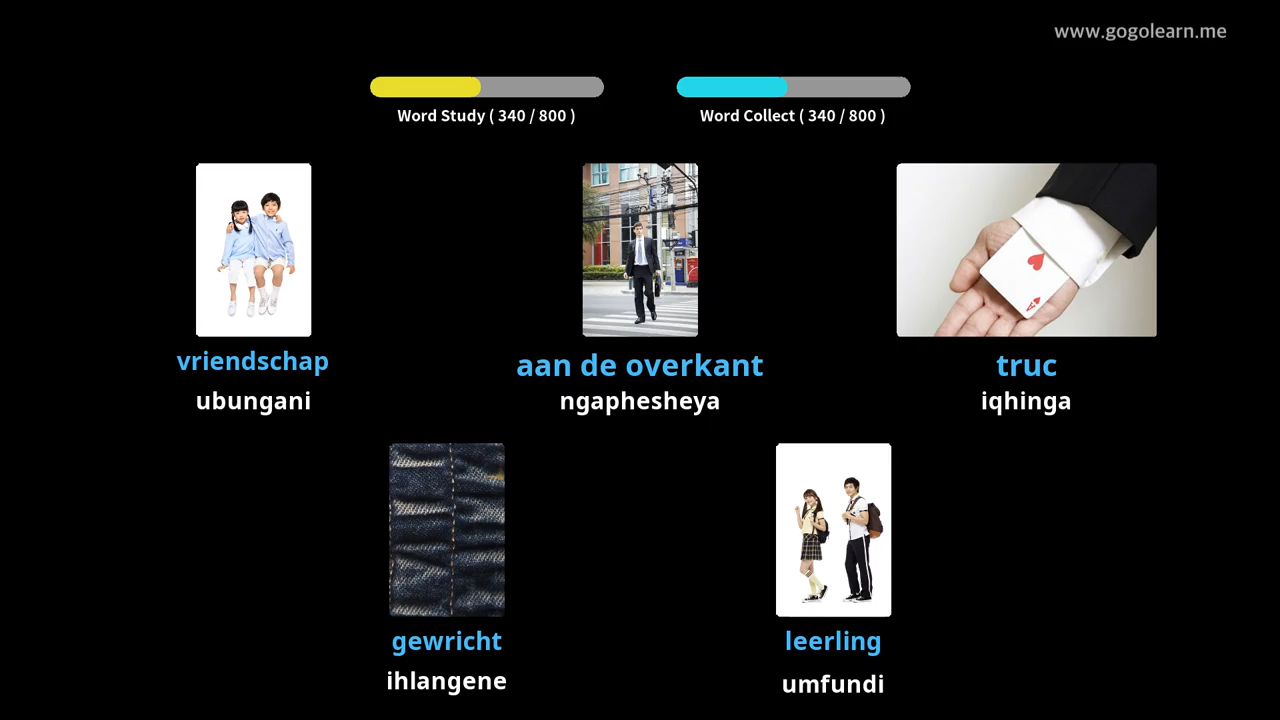 www.gogolearn.me
Word Study ( 340 / 800 )
Word Collect ( 340 / 800 )
vriendschap
ubungani
aan de overkant
ngaphesheya
truc
iqhinga
gewricht
ihlangene
leerling
umfundi